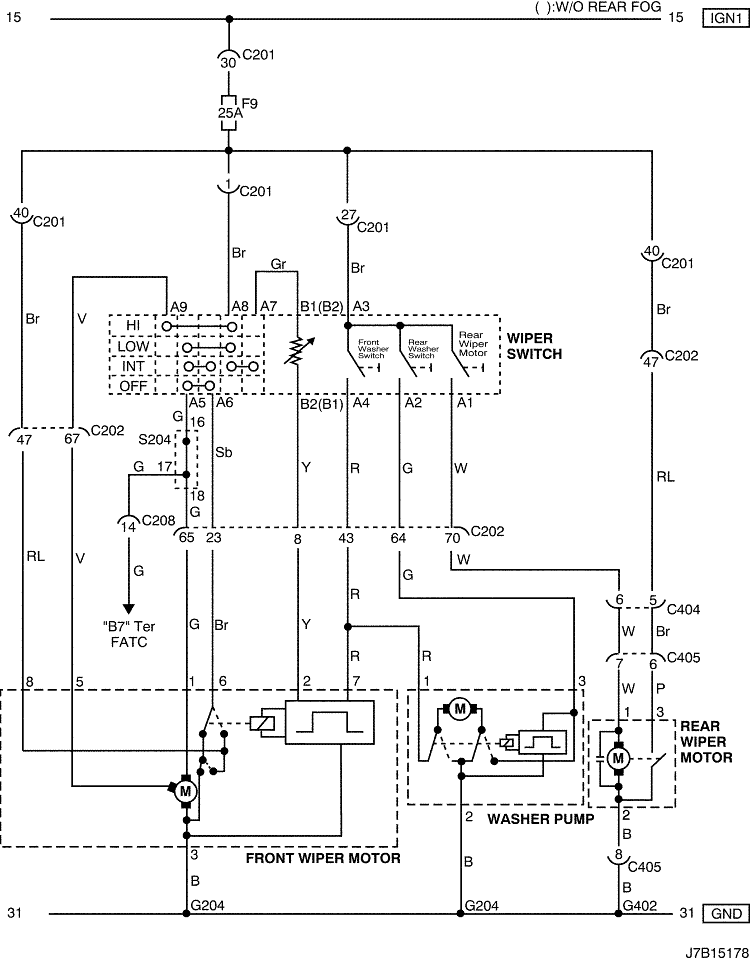 ( ):W/O REAR FOG
15
15
IGN1
C201
30
F9
25A
1
C201
40
C201
27
C201
40
C201
Br
Gr
Br
Br
Br
V
A9
A8
A7
B1(B2)
A3
HI
LOW
INT
OFF
Front
Washer
Switch
Rear
Washer
Switch
Rear
Wiper
Motor
WIPER
SWITCH
47
C202
A5
A6
B2(B1)
A4
A2
A1
G
16
47
67
C202
S204
Sb
G
17
Y
R
G
W
RL
18
14
C208
G
65
23
8
43
64
70
C202
RL
V
G
W
G
6
5
C404
"B7" Ter
FATC
G
Br
Y
R
W
Br
R
R
7
6
C405
8
5
1
6
2
7
1
3
W
P
1
3
M
M
M
REAR
WIPER
MOTOR
2
WASHER PUMP
2
B
3
FRONT WIPER MOTOR
8
C405
B
B
B
31
G204
G204
G402
31
GND
J7B15178